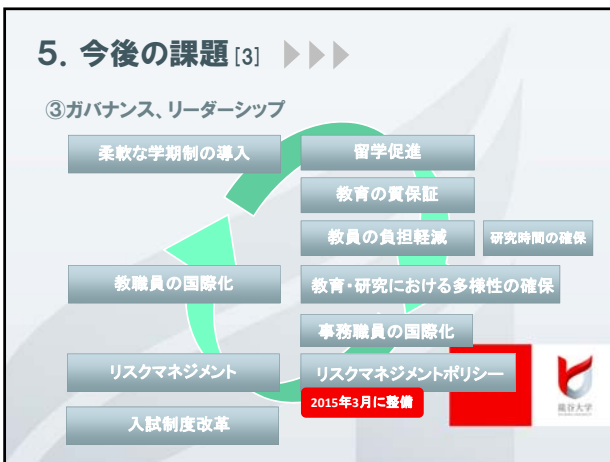 5. 今後の課題 [3]
③ガバナンス、リーダーシップ
柔軟な学期制の導入
留学促進
教育の質保証
教員の負担軽減
研究時間の確保
教職員の国際化
教育・研究における多様性の確保
事務職員の国際化
リスクマネジメント
リスクマネジメントポリシー
2015年3月に整備
入試制度改革
龍谷大学